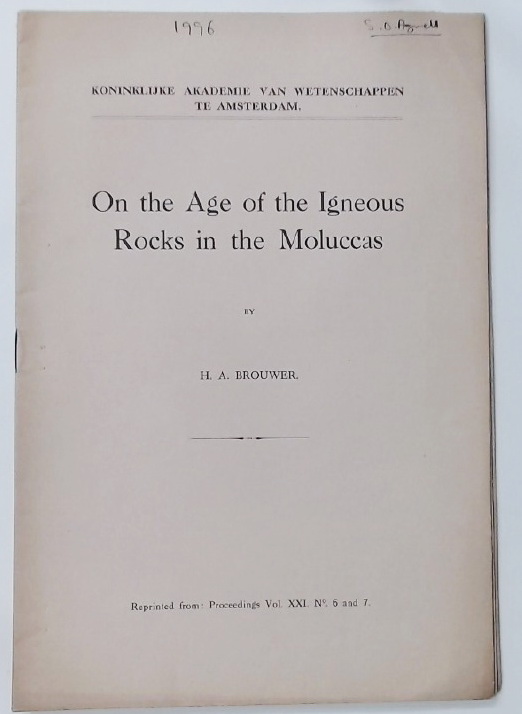 1996
KONINKLIJKE AKADEMIE VAN WETENSCHAPPEN
TE AMSTERDAM.
On the Age of the Igneous
Rocks in the Moluccas
BY
H. A. BROUWER.
Reprinted from: Proceedings Vol. XXI. Nº. 6 and 7.